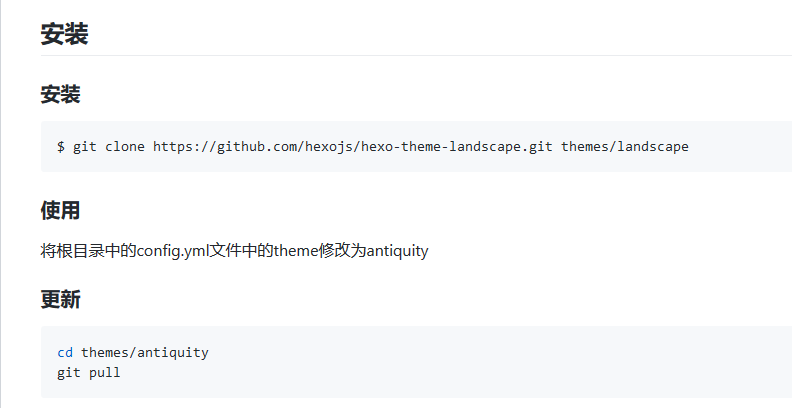 安装
安装
$ git clone https://github.com/hexojs/hexo-theme-landscape.git themes/landscape
使用
将根目录中的config.yml文件中的theme修改为antiquity
更新
cd themes/antiquity
git pull